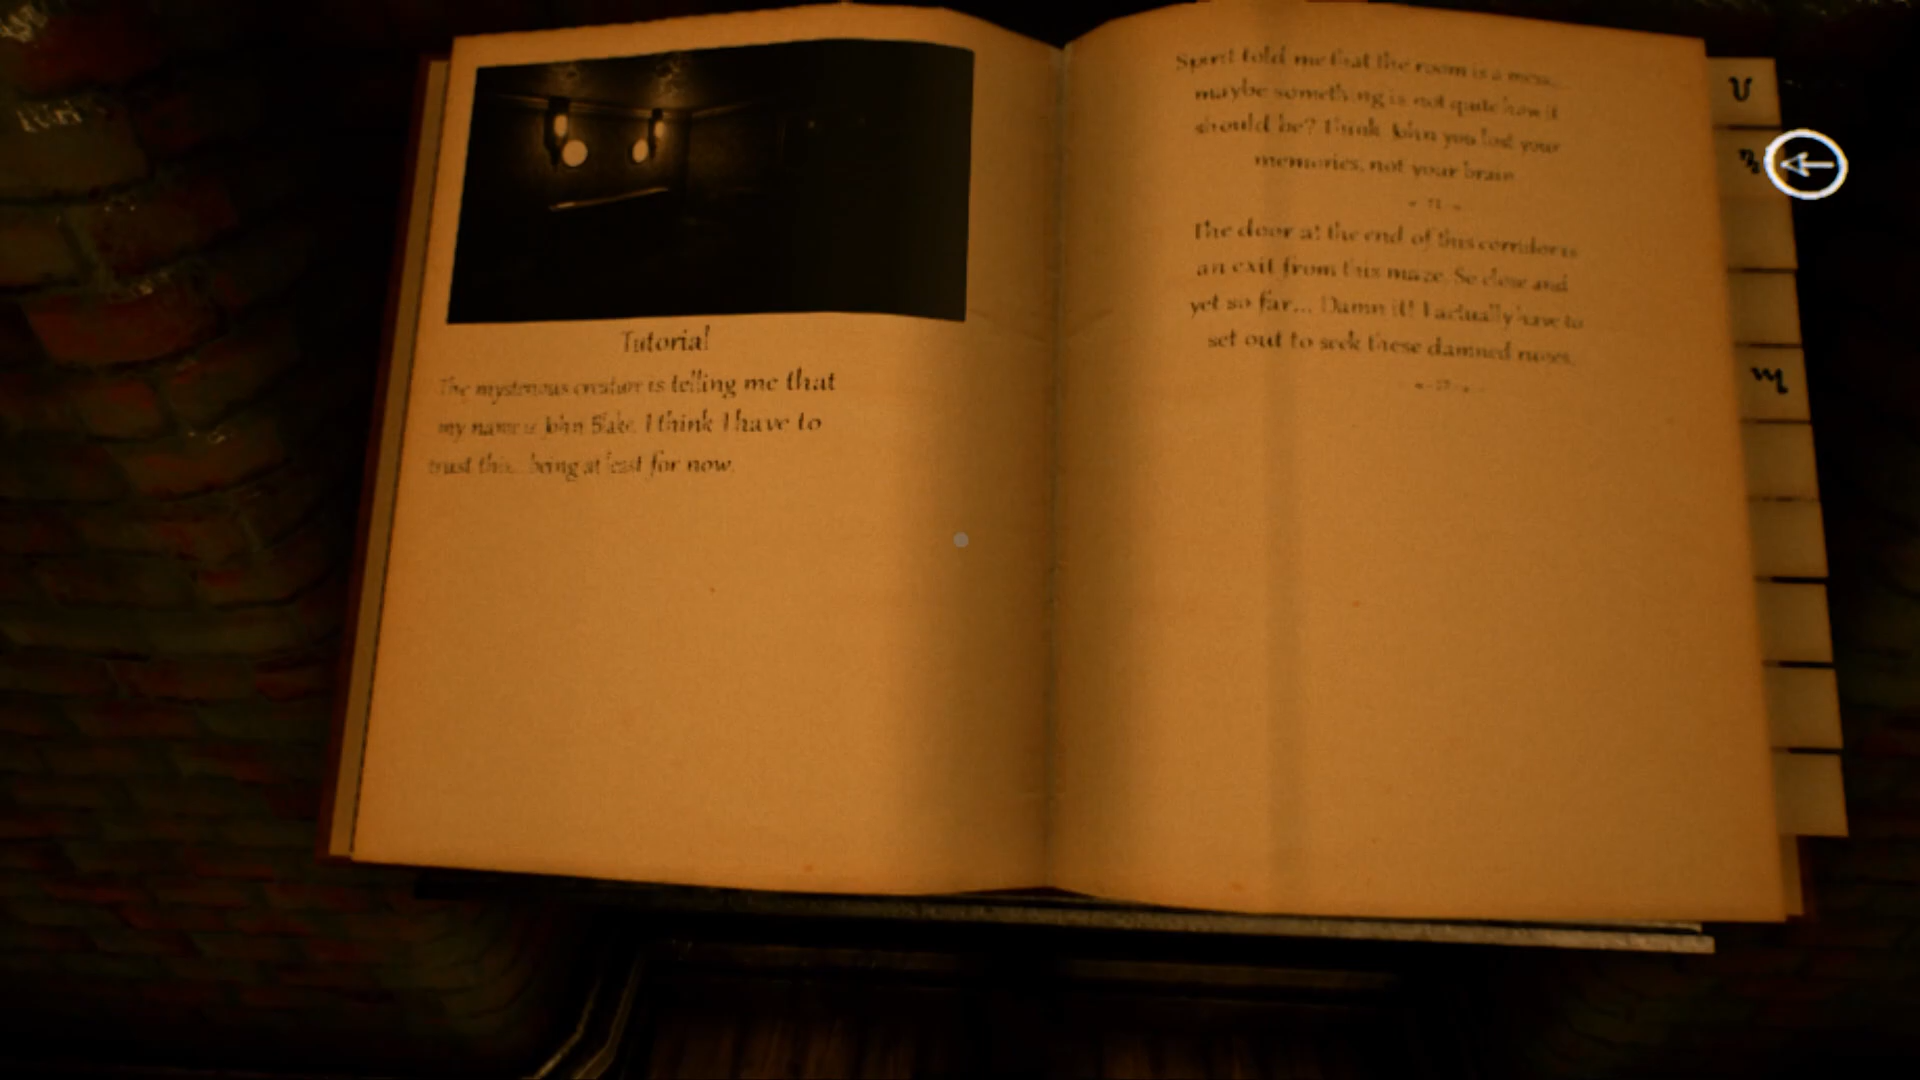 Tutorial
The mysterious creature is telling me that
my name is John Blake. I think I have to
trust this... being at least for now.
Spirit told me that the room is a mess...
maybe something is not quite how it
should be? Think John you lost your
memories, not your brain
The door at the end of this corridor is
an exit from this maze. So close and
yet so far... Damn it! I actually have to
set out to seek these damned runes.